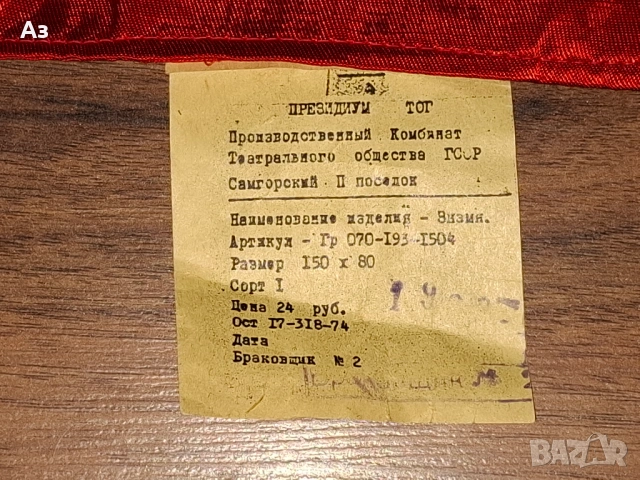 Аз
ПРЕЗИДИУМ ТОГ
Производственный Комбинат
Театрального общества ГССР
Самгорский П поселок
Наименование изделия - Знамя.
Артикул - Гр 070-193-1504
Размер 150 х 80
Сорт I
Цена 24 руб.
Ост 17-318-74
Дата
Браковщик № 2
BAZAR